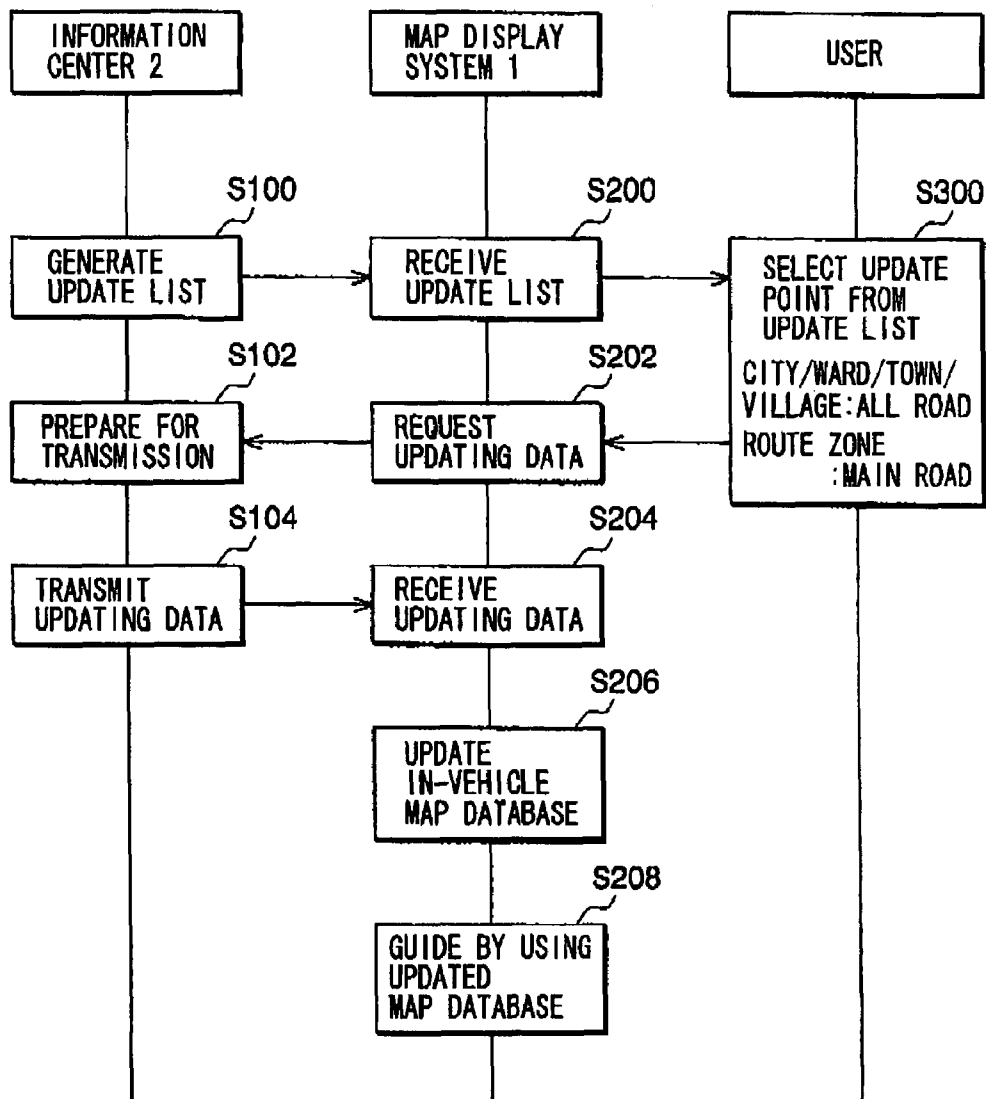 INFORMATION
CENTER 2
MAP DISPLAY
SYSTEM 1
USER
S100
GENERATE
UPDATE LIST
S200
RECEIVE
UPDATE LIST
S300
SELECT UPDATE
POINT FROM
UPDATE LIST
CITY/WARD/TOWN/
VILLAGE:ALL ROAD
ROUTE ZONE
:MAIN ROAD
S102
PREPARE FOR
TRANSMISSION
S202
REQUEST
UPDATING DATA
S104
TRANSMIT
UPDATING DATA
S204
RECEIVE
UPDATING DATA
S206
UPDATE
IN-VEHICLE
MAP DATABASE
S208
GUIDE BY USING
UPDATED
MAP DATABASE